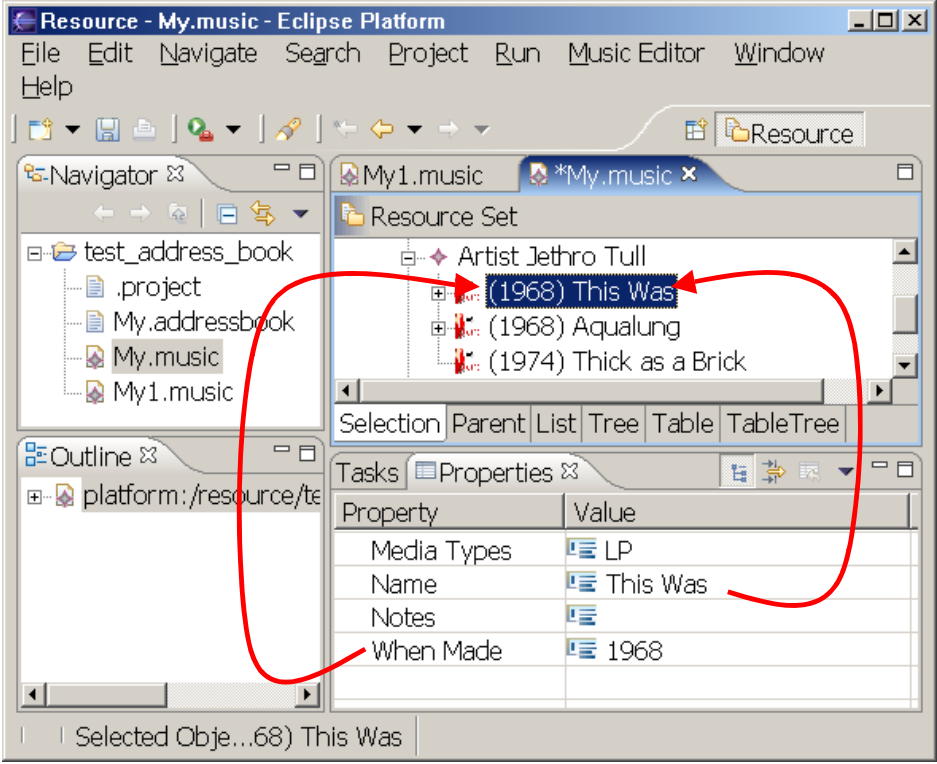 Resource - My.music - Eclipse Platform
File Edit Navigate Search Project Run Music Editor Window
Help
Resource
Navigator
test_address_book
.project
My.addressbook
My.music
My1.music
My1.music *My.music
Resource Set
Artist Jethro Tull
(1968) This Was
(1968) Aqualung
(1974) Thick as a Brick
Selection Parent List Tree Table TableTree
Outline
platform:/resource/te
Tasks Properties
Property Value
Media Types LP
Name This Was
Notes
When Made 1968
Selected Obje...68) This Was